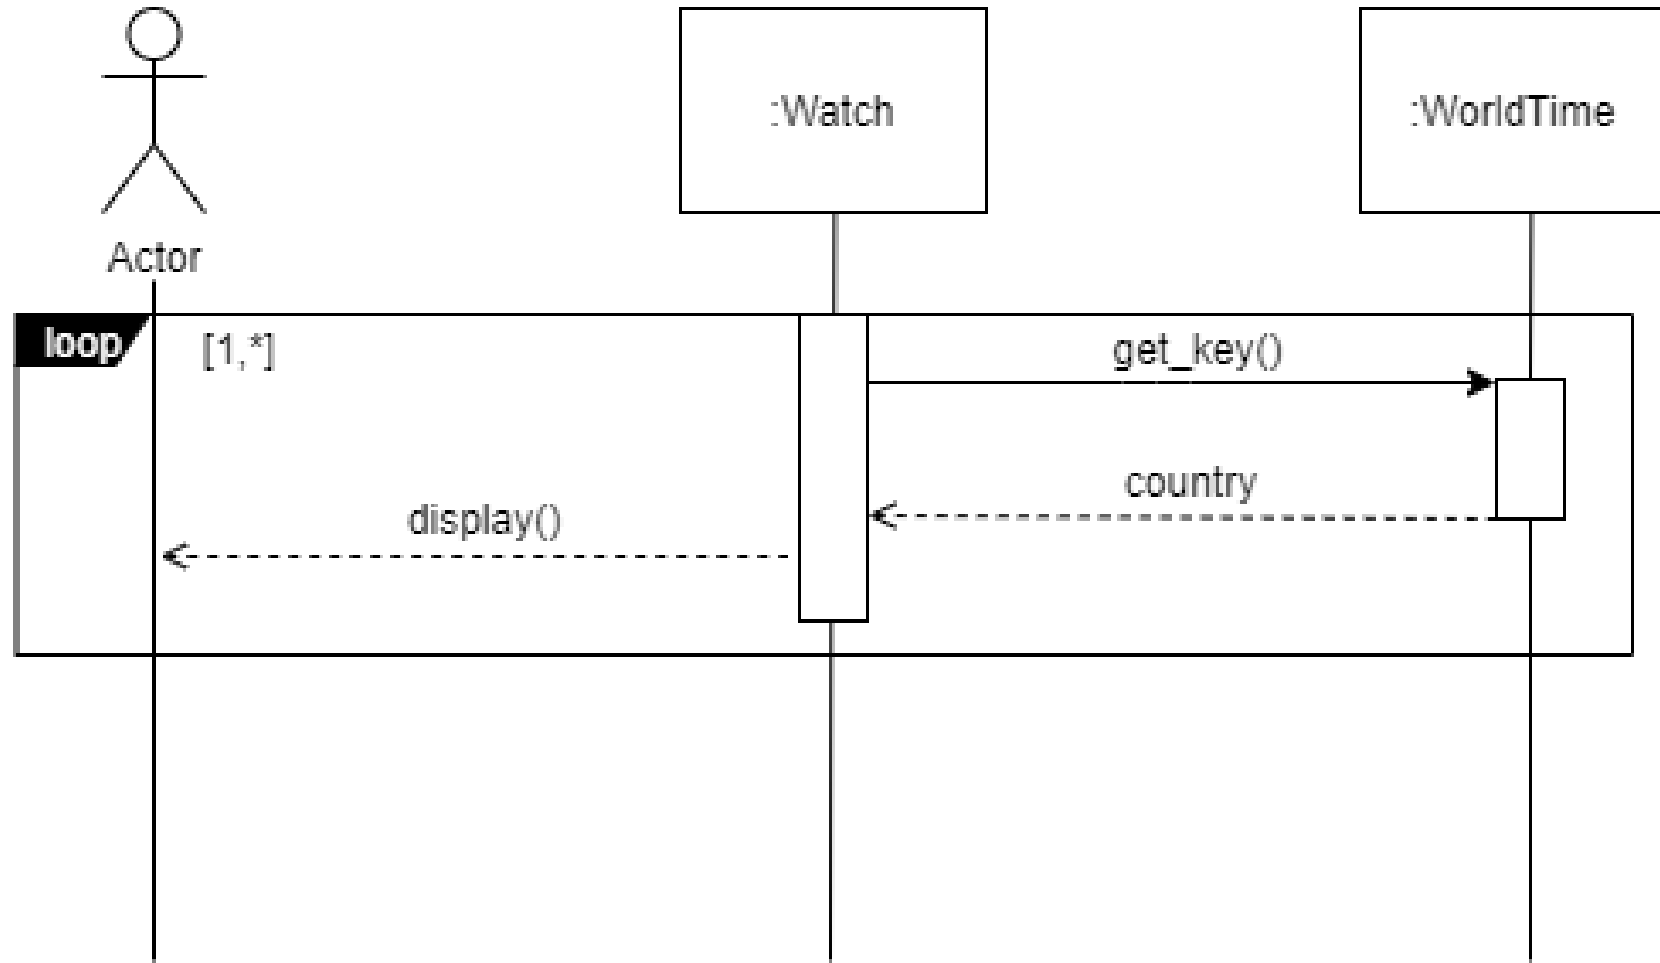 :Watch
:WorldTime
Actor
loop
[1,*]
get_key()
country
display()